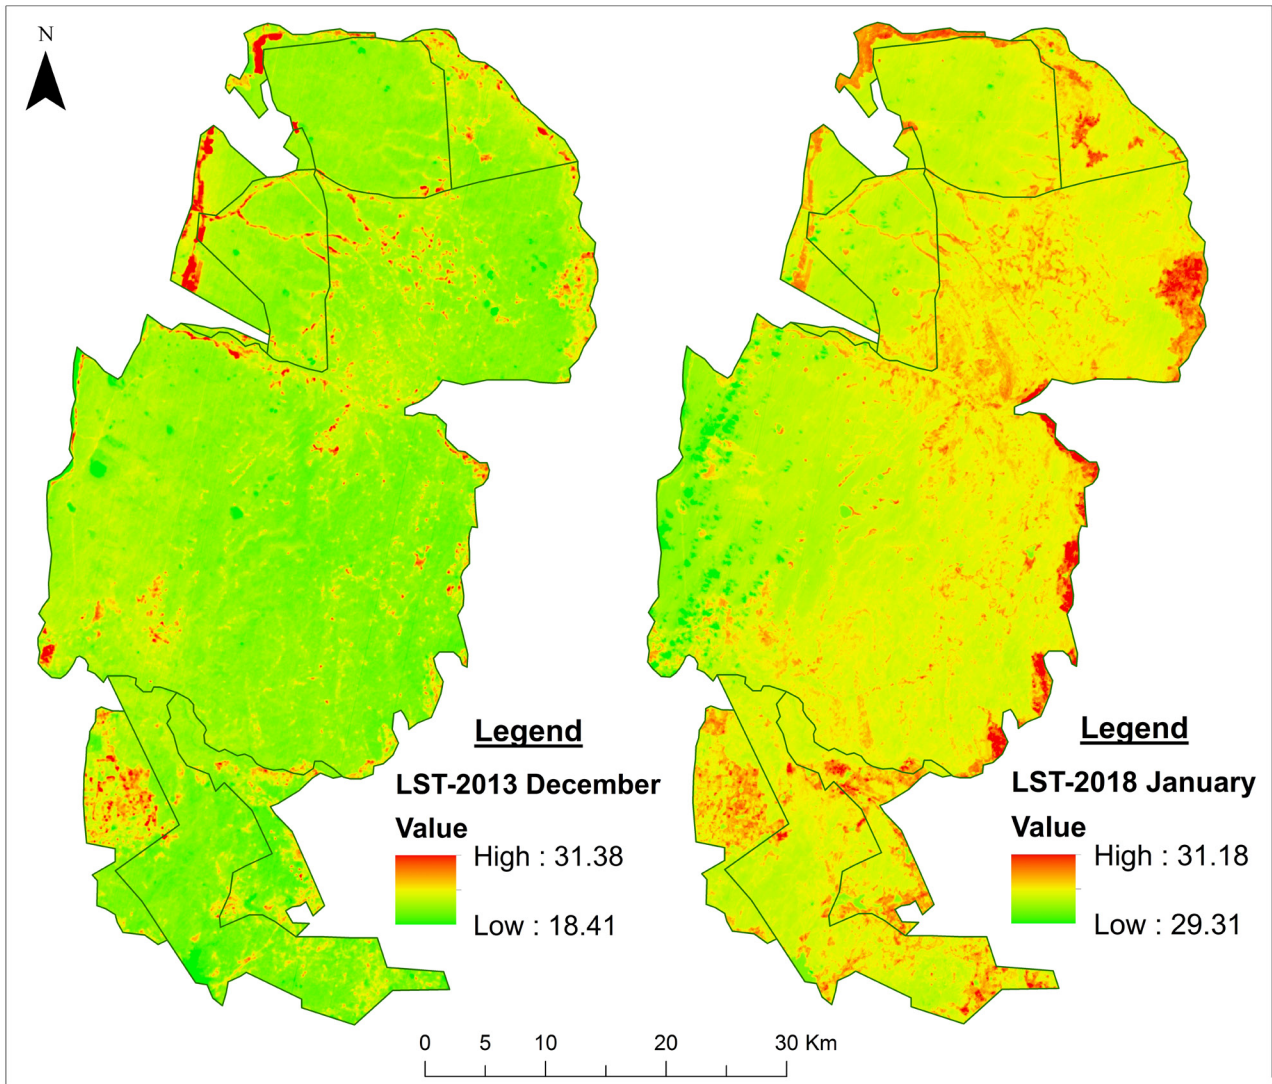 N
Legend
LST-2013 December
Value
High : 31.38
Low : 18.41
Legend
LST-2018 January
Value
High : 31.18
Low : 29.31
0 5 10 20 30 Km